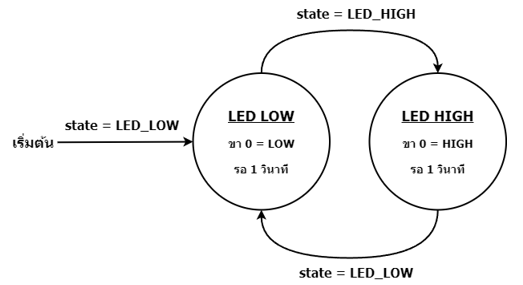 state = LED_HIGH
state = LED_LOW
เริ่มต้น
LED LOW
ขา 0 = LOW
รอ 1 วินาที
LED HIGH
ขา 0 = HIGH
รอ 1 วินาที
state = LED_LOW